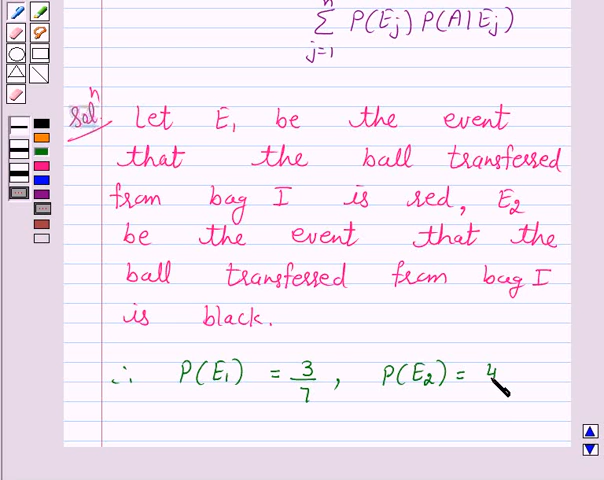 n
Σ P(Ej) P(A|Ej)
j=1
Solⁿ Let E₁ be the event
that the ball transferred
from bag I is red, E₂
be the event that the
ball transferred from bag I
is black.
∴ P(E₁) = 3/7, P(E₂) = 4